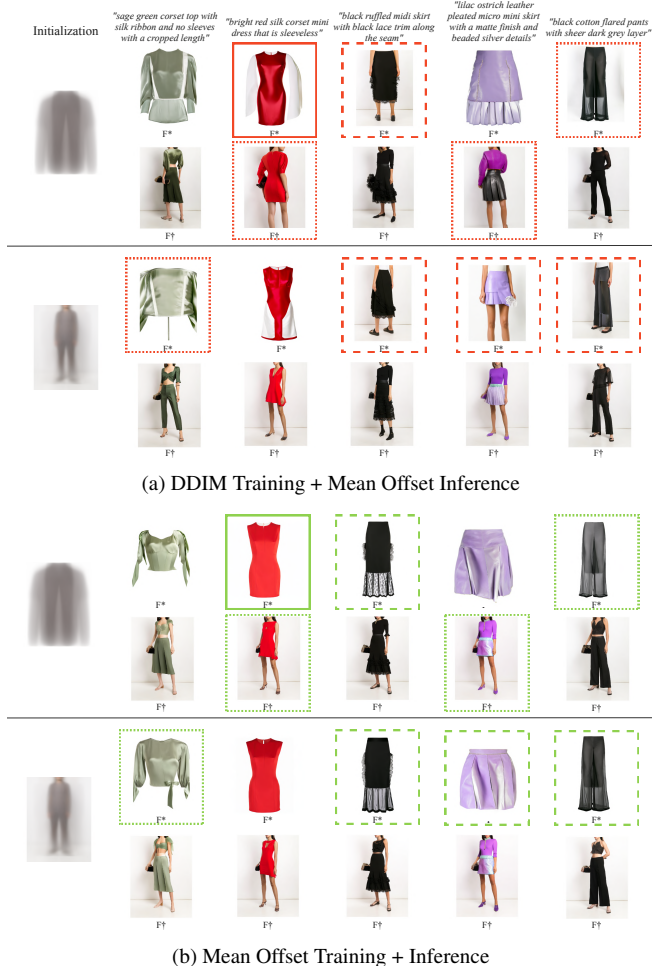 Initialization
"sage green corset top with
silk ribbon and no sleeves
with a cropped length"
"bright red silk corset mini
dress that is sleeveless"
"black ruffled midi skirt
with black lace trim along
the seam"
"lilac ostrich leather
pleated micro mini skirt
with a matte finish and
beaded silver details"
"black cotton flared pants
with sheer dark grey layer"
F* F* F* F* F*
F† F† F† F† F†
F* F* F* F* F*
F† F† F† F† F†
(a) DDIM Training + Mean Offset Inference
F* F* F* F*
F† F† F† F† F†
F* F* F* F*
F† F† F† F† F†
(b) Mean Offset Training + Inference